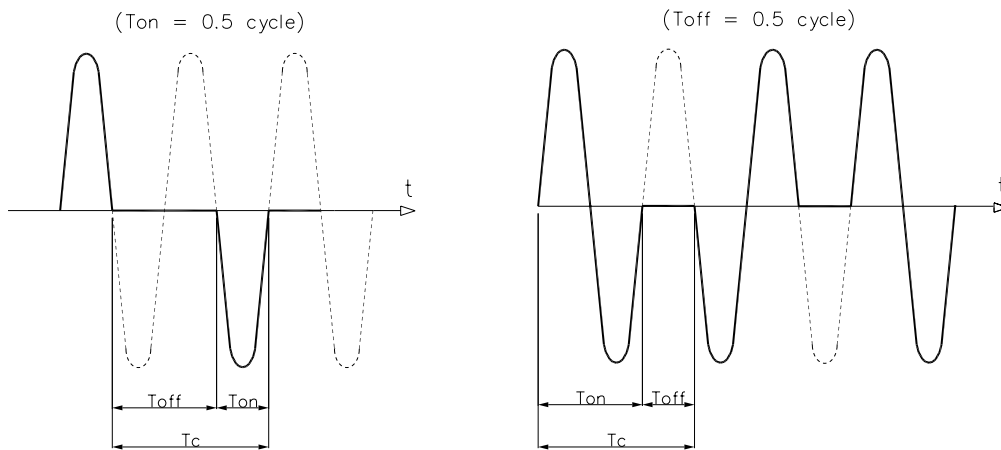 (Ton = 0.5 cycle)
t
Toff
Ton
Tc
(Toff = 0.5 cycle)
t
Ton
Toff
Tc